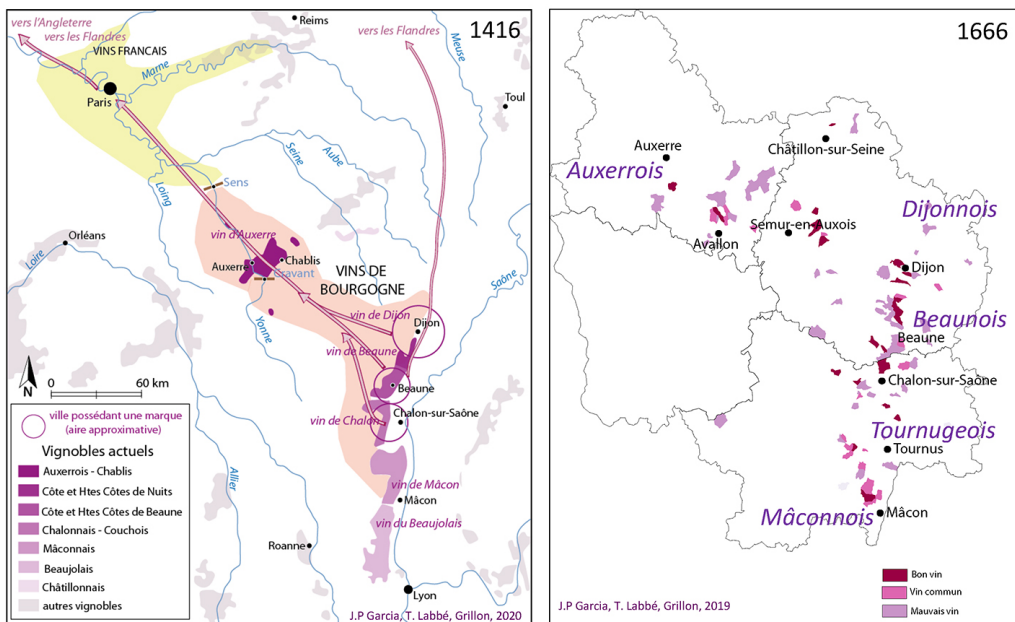 1416
vers l'Angleterre
vers les Flandres
vers les Flandres
VINS FRANCAIS
Reims
Marne
Meuse
Paris
Toul
Seine
Aube
Loing
Sens
Orléans
Loire
vin d'Auxerre
Auxerre
Chablis
Cravant
VINS DE
BOURGOGNE
Saône
Yonne
vin de Dijon
Dijon
vin de Beaune
Beaune
N
0
60 km
vin de Chalon
Chalon-sur-Saône
ville possédant une marque
(aire approximative)
Vignobles actuels
Auxerrois - Chablis
Côte et Htes Côtes de Nuits
Côte et Htes Côtes de Beaune
Chalonnais - Couchois
Mâconnais
Beaujolais
Châtillonnais
autres vignobles
Allier
vin de Mâcon
Mâcon
vin du Beaujolais
Roanne
Lyon
J.P Garcia, T. Labbé, Grillon, 2020
1666
Auxerre
Châtillon-sur-Seine
Auxerrois
Dijonnois
Semur-en-Auxois
Avallon
Dijon
Beaunois
Beaune
Chalon-sur-Saône
Tournugeois
Tournus
Mâconnois
Mâcon
Bon vin
Vin commun
Mauvais vin
J.P Garcia, T. Labbé, Grillon, 2019